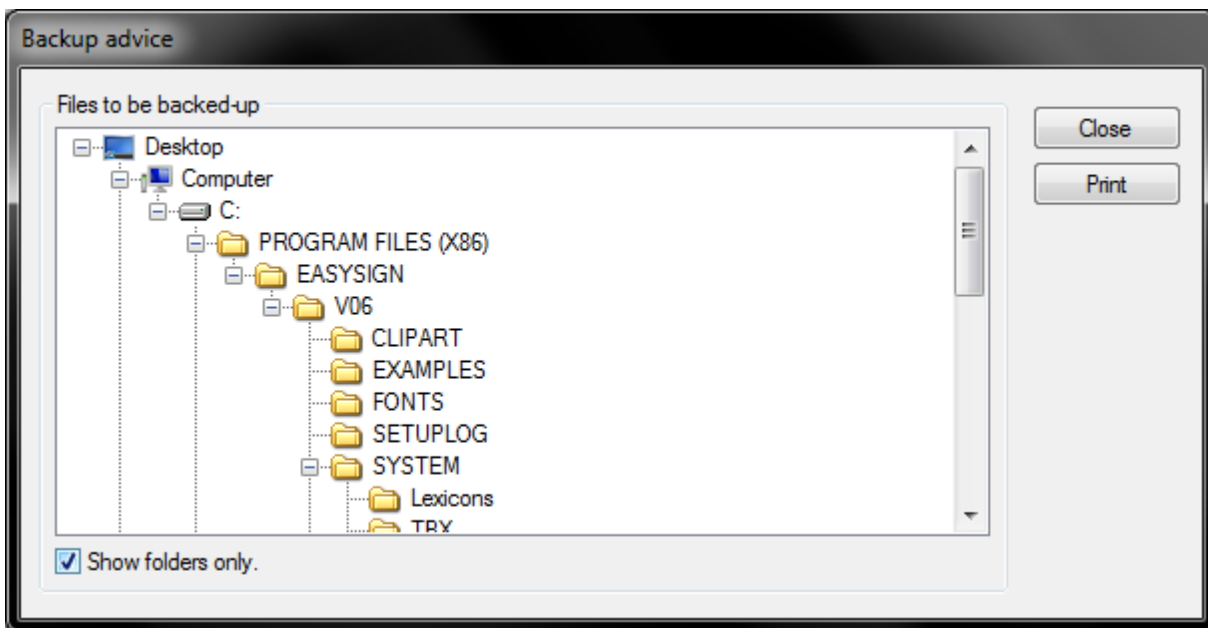 Backup advice
Files to be backed-up
Desktop
Computer
C:
PROGRAM FILES (X86)
EASYSIGN
V06
CLIPART
EXAMPLES
FONTS
SETUPLOG
SYSTEM
Lexicons
TBX
Show folders only.
Close
Print